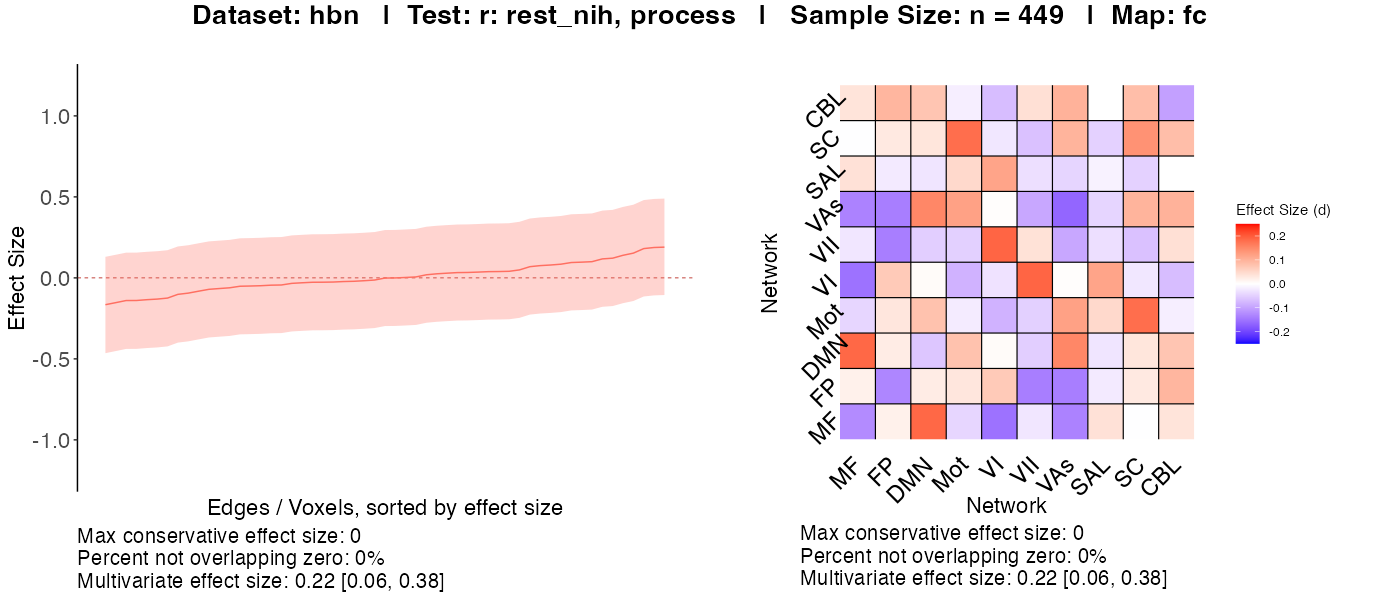 Dataset: hbn | Test: r: rest_nih, process | Sample Size: n = 449 | Map: fc
Effect Size
1.0
0.5
0.0
-0.5
-1.0
Edges / Voxels, sorted by effect size
Max conservative effect size: 0
Percent not overlapping zero: 0%
Multivariate effect size: 0.22 [0.06, 0.38]
Network
CBL
SC
SAL
VAs
VII
VI
Mot
DMN
FP
MF
MF FP DMN Mot VI VII VAs SAL SC CBL
Network
Effect Size (d)
0.2
0.1
0.0
-0.1
-0.2
Max conservative effect size: 0
Percent not overlapping zero: 0%
Multivariate effect size: 0.22 [0.06, 0.38]